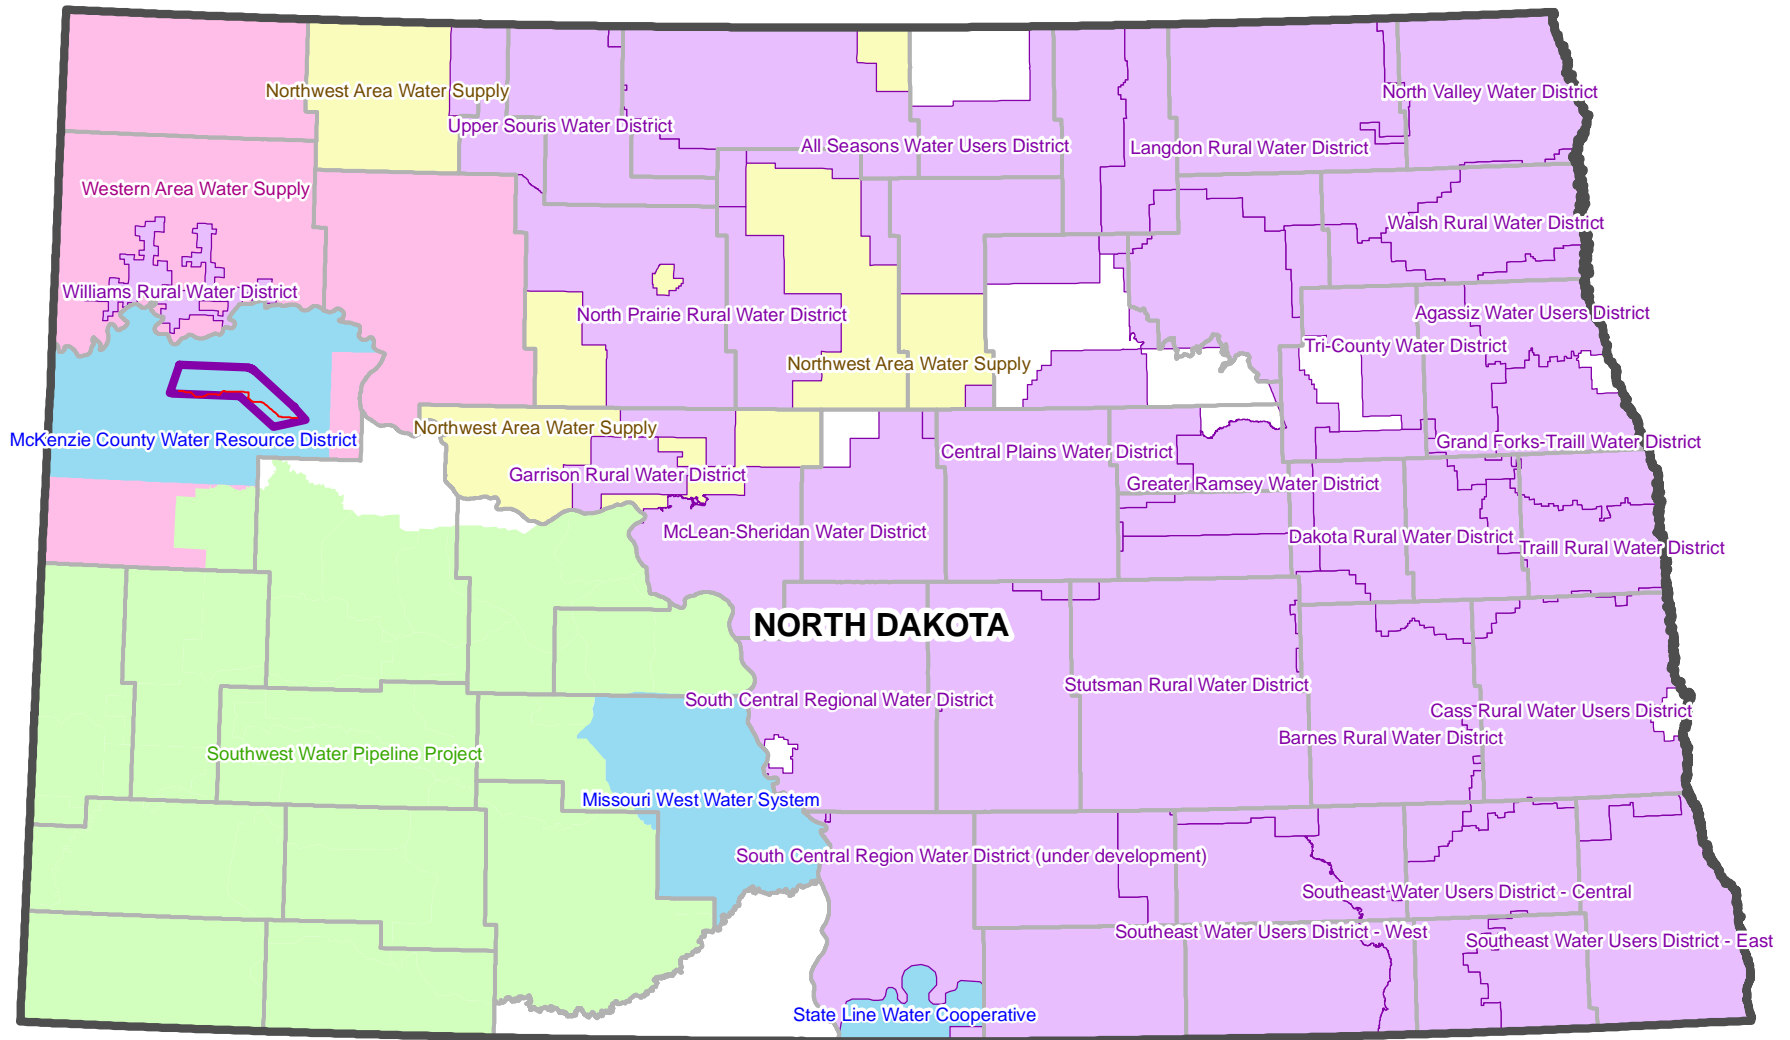 Northwest Area Water Supply
North Valley Water District
Upper Souris Water District
All Seasons Water Users District
Langdon Rural Water District
Western Area Water Supply
Walsh Rural Water District
Williams Rural Water District
North Prairie Rural Water District
Agassiz Water Users District
Tri-County Water District
Northwest Area Water Supply
McKenzie County Water Resource District
Northwest Area Water Supply
Grand Forks-Traill Water District
Central Plains Water District
Garrison Rural Water District
Greater Ramsey Water District
McLean-Sheridan Water District
Dakota Rural Water District
Traill Rural Water District
NORTH DAKOTA
Stutsman Rural Water District
South Central Regional Water District
Cass Rural Water Users District
Barnes Rural Water District
Southwest Water Pipeline Project
Missouri West Water System
South Central Region Water District (under development)
Southeast Water Users District - Central
Southeast Water Users District - West
Southeast Water Users District - East
State Line Water Cooperative